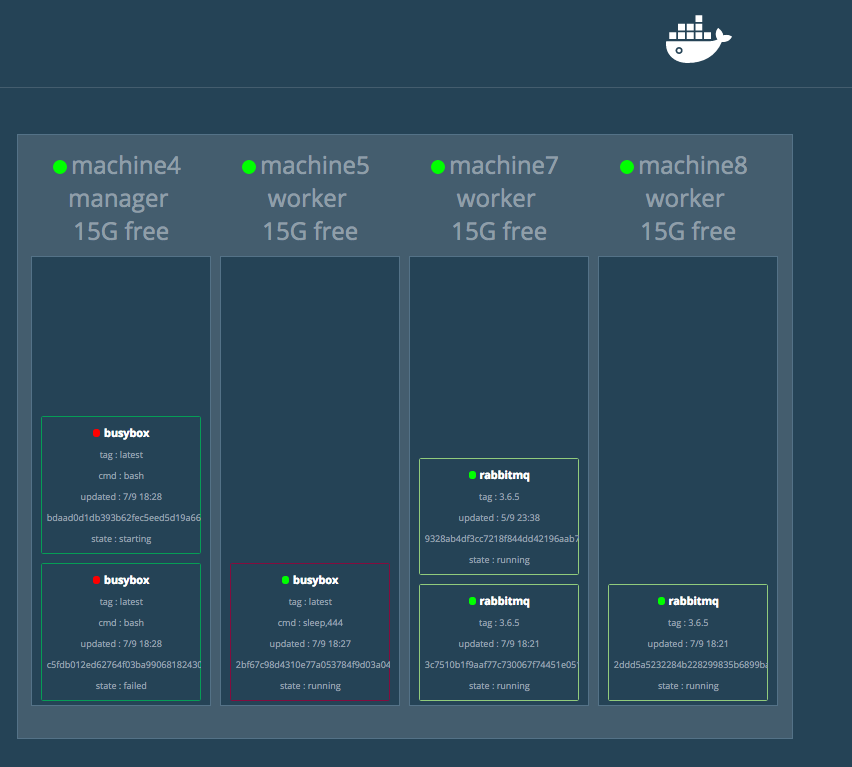 machine4
manager
15G free
busybox
tag : latest
cmd : bash
updated : 7/9 18:28
bdaad0d1db393b62fec5eed5d19a66
state : starting
busybox
tag : latest
cmd : bash
updated : 7/9 18:28
c5fdb012ed62764f03ba99068182430
state : failed
machine5
worker
15G free
busybox
tag : latest
cmd : sleep,444
updated : 7/9 18:27
2bf67c98d4310e77a053784f9d03a04
state : running
machine7
worker
15G free
rabbitmq
tag : 3.6.5
updated : 5/9 23:38
9328ab4df3cc7218f844dd42196aab7
state : running
rabbitmq
tag : 3.6.5
updated : 7/9 18:21
3c7510b1f9aaf77c730067f74451e05
state : running
machine8
worker
15G free
rabbitmq
tag : 3.6.5
updated : 7/9 18:21
2ddd5a5232284b228299835b6899ba
state : running